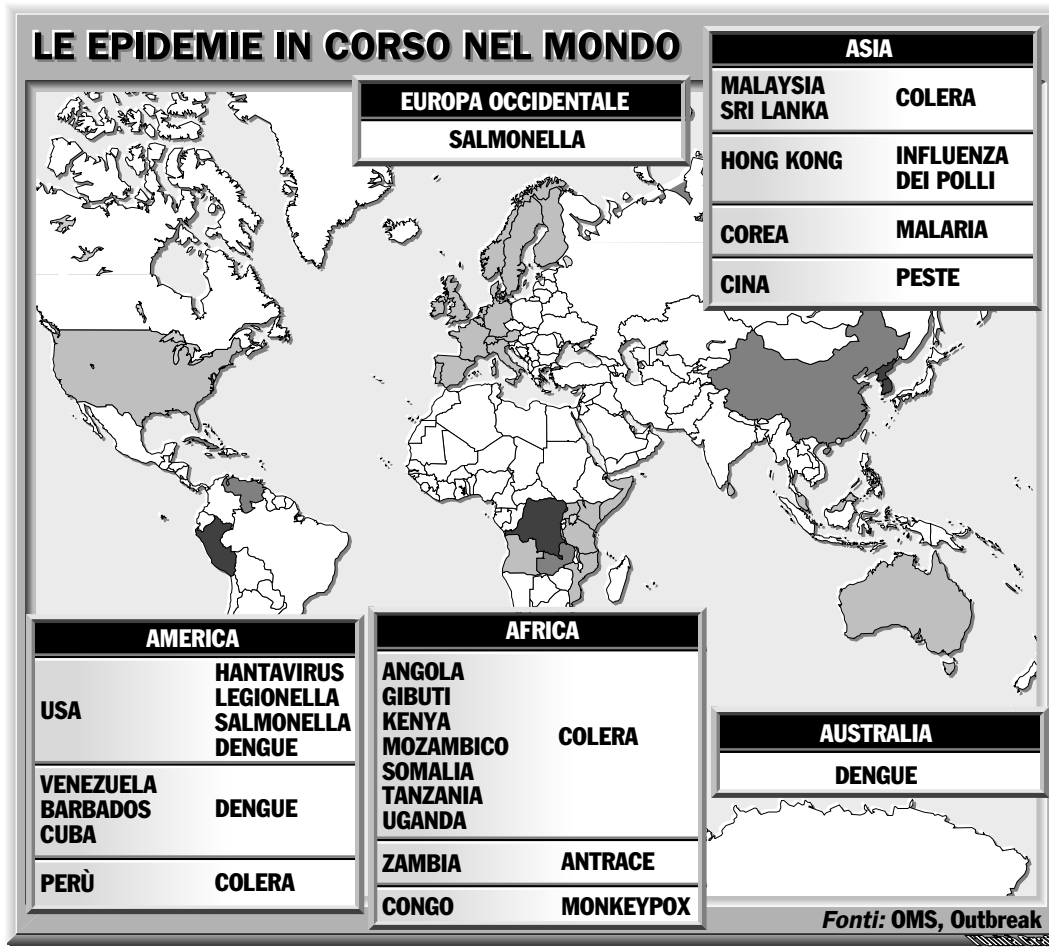 LE EPIDEMIE IN CORSO NEL MONDO
EUROPA OCCIDENTALE
SALMONELLA
ASIA
MALAYSIA
SRI LANKA
COLERA
HONG KONG
INFLUENZA
DEI POLLI
COREA
MALARIA
CINA
PESTE
AMERICA
USA
HANTAVIRUS
LEGIONELLA
SALMONELLA
DENGUE
VENEZUELA
BARBADOS
CUBA
DENGUE
PERÙ
COLERA
AFRICA
ANGOLA
GIBUTI
KENYA
MOZAMBICO
SOMALIA
TANZANIA
UGANDA
COLERA
ZAMBIA
ANTRACE
CONGO
MONKEYPOX
AUSTRALIA
DENGUE
Fonti: OMS, Outbreak